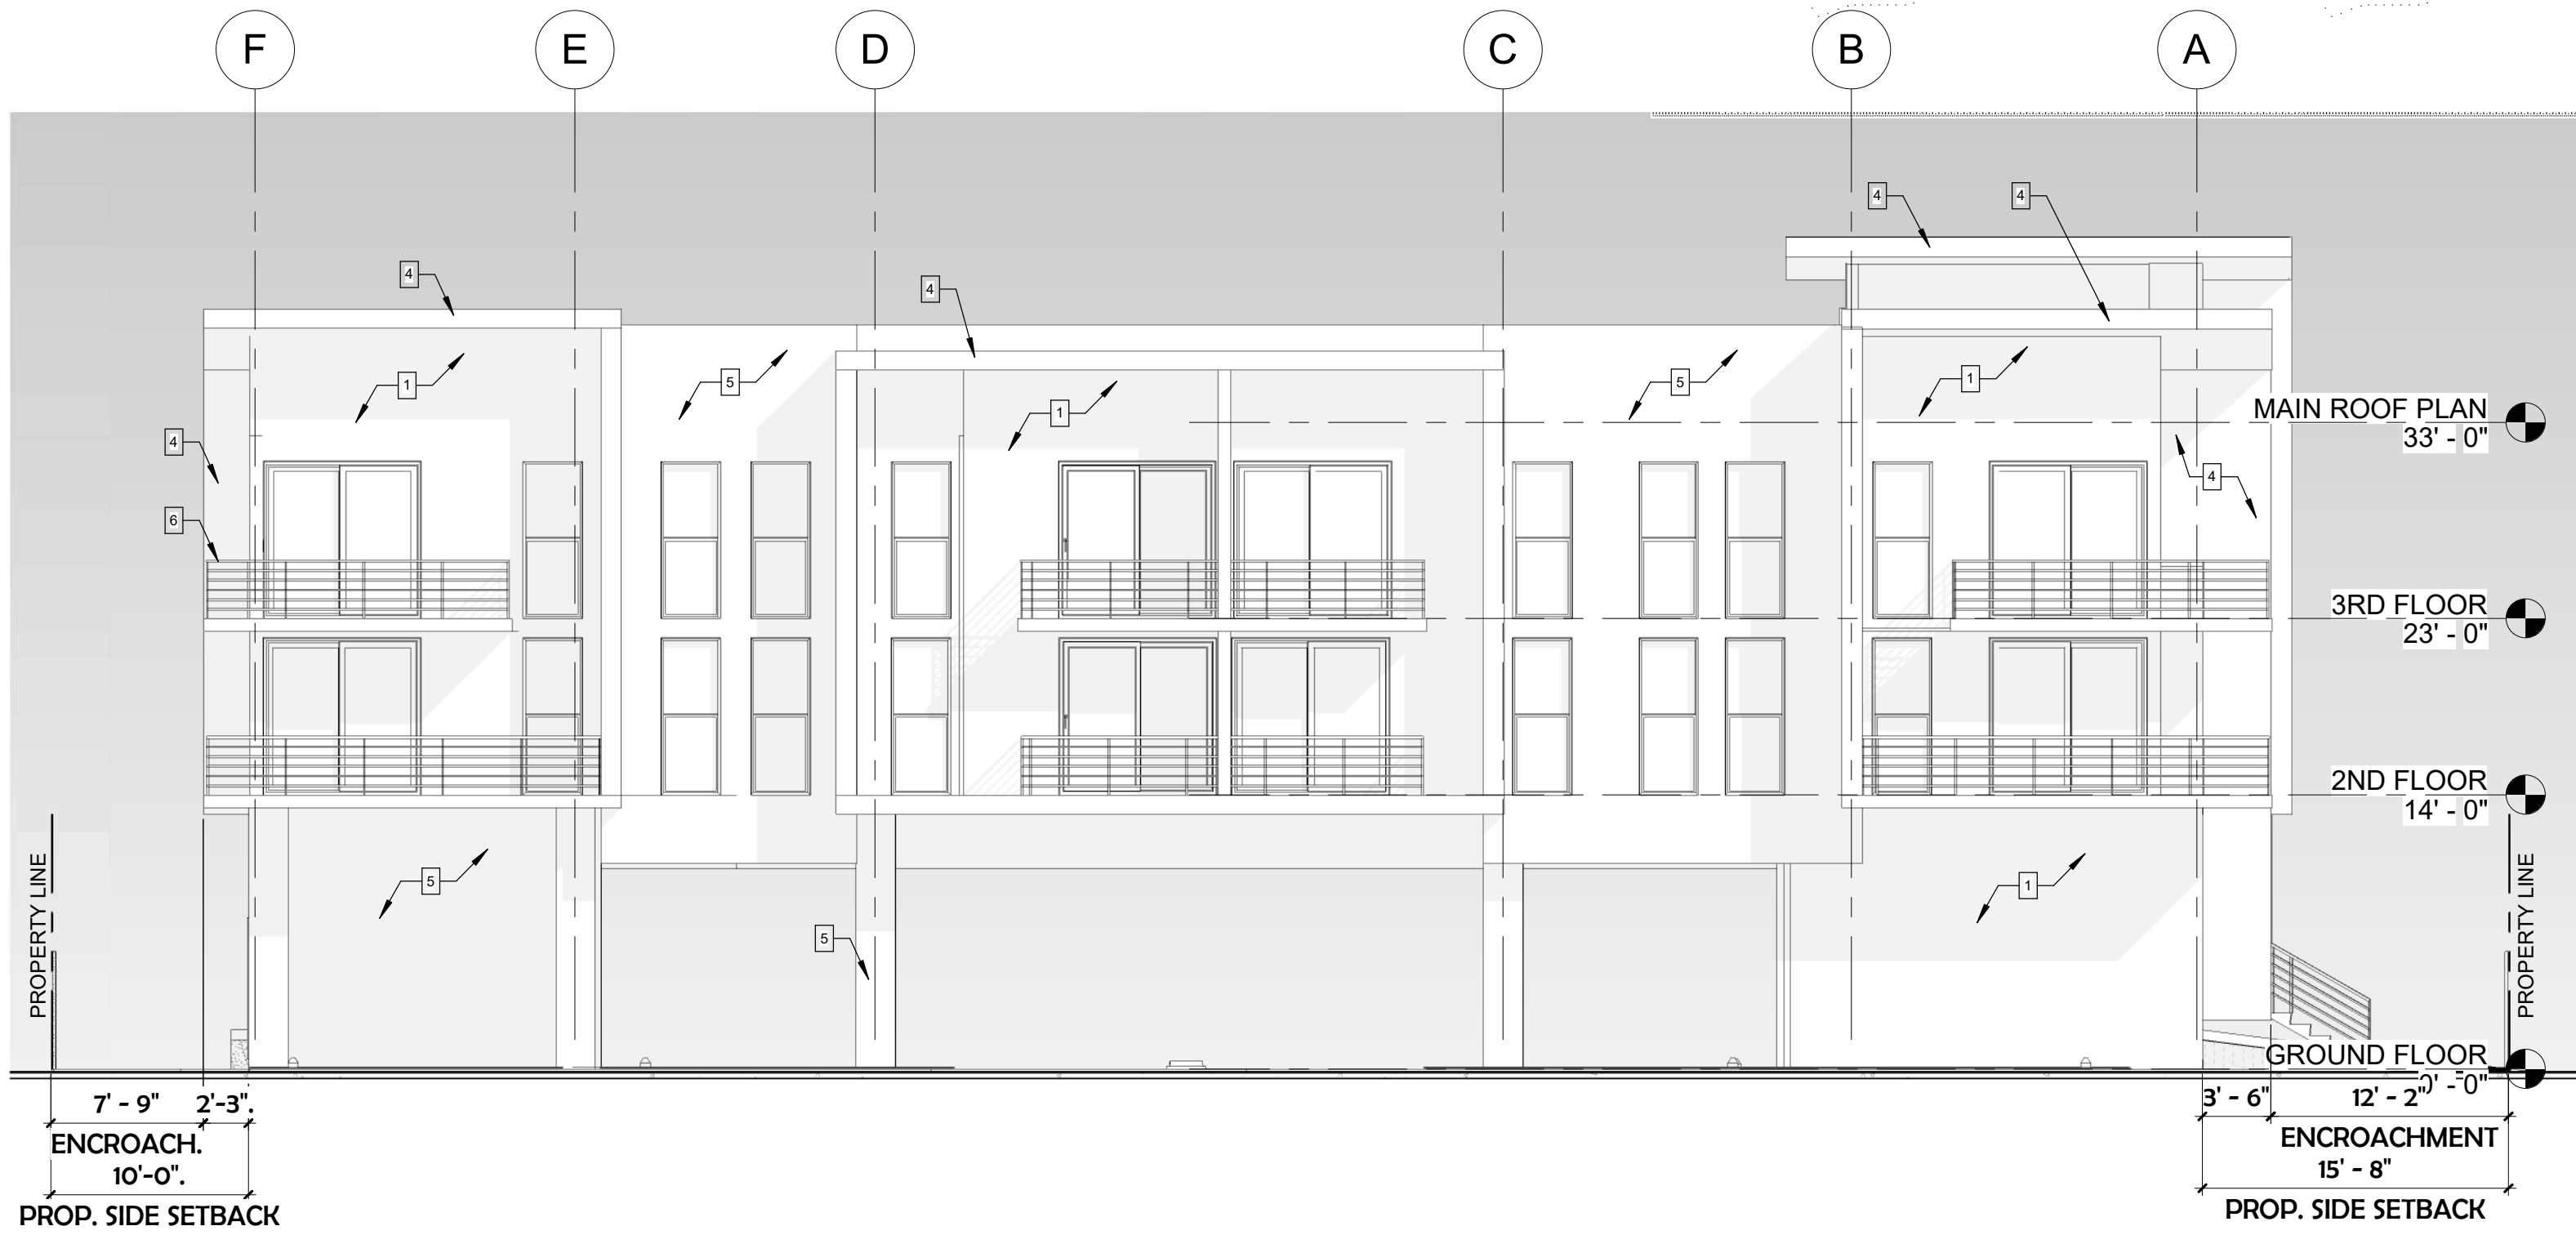 F E D C B A
4 4
4
4
1
5
5
1
1
4
MAIN ROOF PLAN
33' - 0"
4
6
3RD FLOOR
23' - 0"
2ND FLOOR
14' - 0"
PROPERTY LINE
5
1
5
PROPERTY LINE
GROUND FLOOR
0' - 0"
7' - 9" 2'-3".
3' - 6" 12' - 2"
ENCROACH.
ENCROACHMENT
10'-0".
15' - 8"
PROP. SIDE SETBACK
PROP. SIDE SETBACK